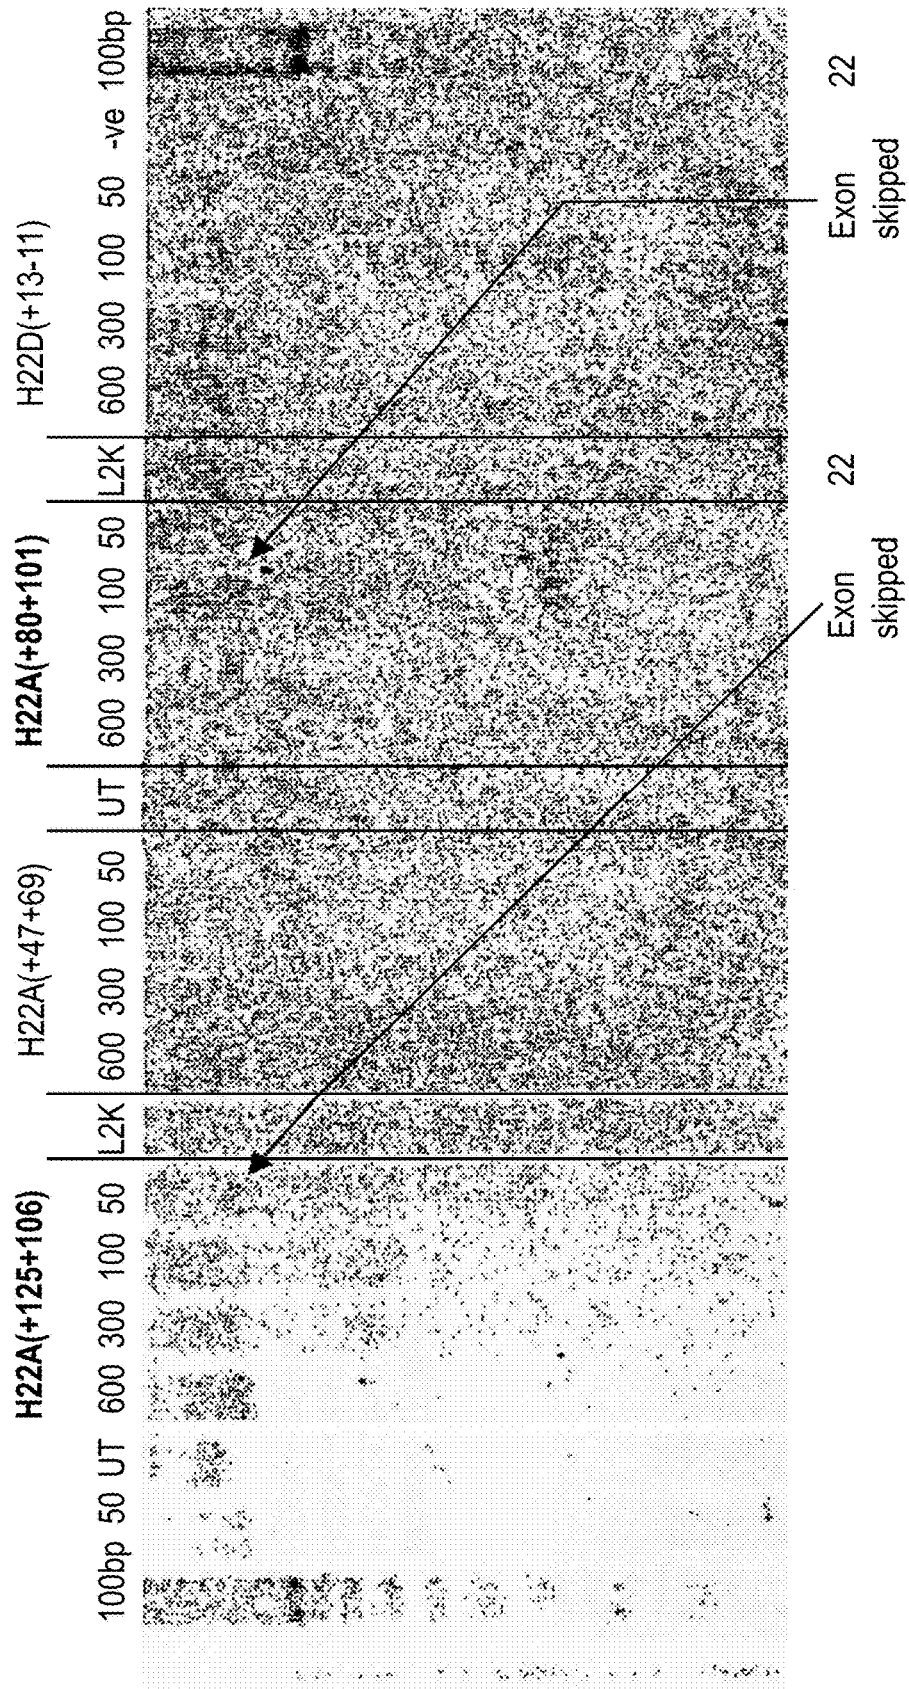 H22A(+125+106) H22A(+47+69) H22A(+80+101) H22D(+13-11)
100bp 50 UT 600 300 100 50 L2K 600 300 100 50 UT 600 300 100 50 L2K 600 300 100 50 -ve 100bp
Exon 22
skipped
Exon 22
skipped